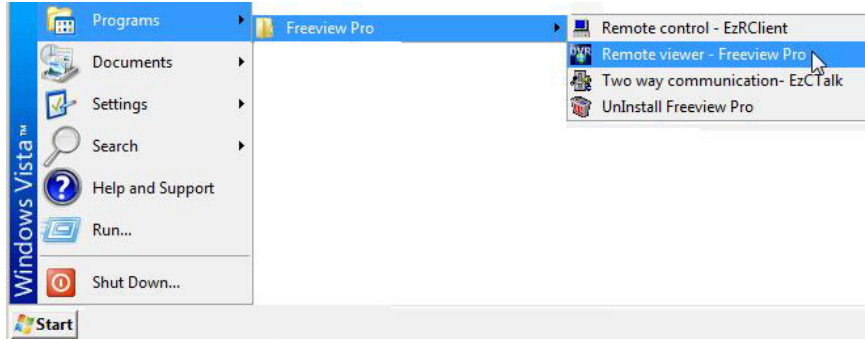 Programs
Documents
Settings
Search
Help and Support
Run...
Shut Down...
Windows Vista™
Start
Freeview Pro
Remote control - EzRClient
DVR
Remote viewer - Freeview Pro
Two way communication- EzCTalk
UnInstall Freeview Pro